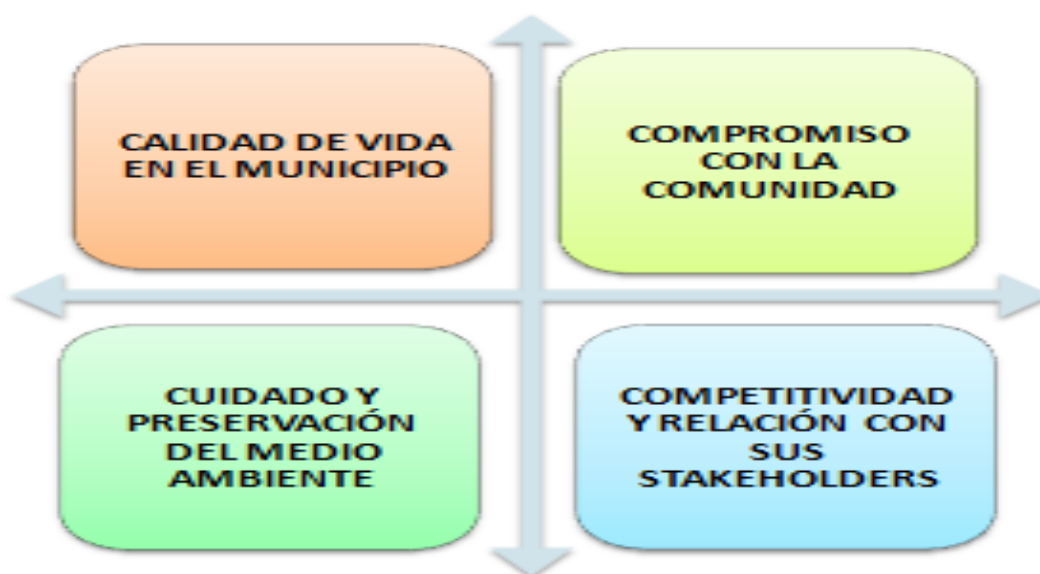 CALIDAD DE VIDA
EN EL MUNICIPIO
COMPROMISO
CON LA
COMUNIDAD
CUIDADO Y
PRESERVACIÓN
DEL MEDIO
AMBIENTE
COMPETITIVIDAD
Y RELACIÓN CON
SUS
STAKEHOLDERS